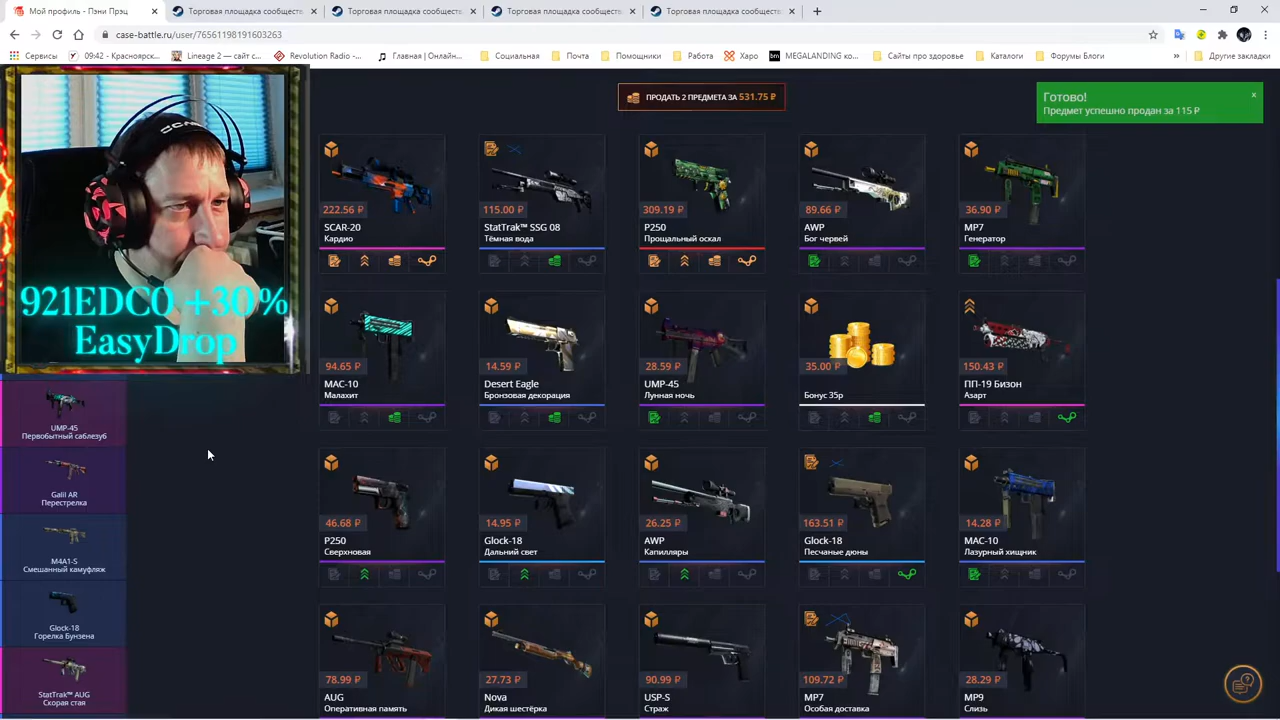 Мой профиль - Пэни Прэц
Торговая площадка сообществ
Торговая площадка сообществ
Торговая площадка сообществ
Торговая площадка сообществ
case-battle.ru/user/76561198191603263
Сервисы
09:42 - Красноярск...
Lineage 2 —
Revolution Radio -...
Главная | Онлайн...
Социальная
Почта
Помощники
Работа
Харо
MEGALANDING ко...
Сайты про здоровье
Каталоги
Форумы Блоги
»
Другие закладки
ПРОДАТЬ 2 ПРЕДМЕТА ЗА 531.75 ₽
Готово!
x
Предмет успешно продан за 115 ₽
921EDC0 +30%
EasyDrop
222.56 ₽
SCAR-20
Кардио
115.00 ₽
StatTrak™ SSG 08
Тёмная вода
309.19 ₽
P250
Прощальный оскал
89.66 ₽
AWP
Бог червей
36.90 ₽
MP7
Генератор
94.65 ₽
MAC-10
Малахит
14.59 ₽
Desert Eagle
Бронзовая декорация
28.59 ₽
UMP-45
Лунная ночь
35.00 ₽
Бонус 35р
150.43 ₽
ПП-19 Бизон
Азарт
UMP-45
Первобытный саблезуб
Galil AR
Перестрелка
M4A1-S
Смешанный камуфляж
Glock-18
Горелка Бунзена
StatTrak™ AUG
Скорая стая
46.68 ₽
P250
Сверхновая
14.95 ₽
Glock-18
Дальний свет
26.25 ₽
AWP
Капилляры
163.51 ₽
Glock-18
Песчаные дюны
14.28 ₽
MAC-10
Лазурный хищник
78.99 ₽
AUG
Оперативная память
27.73 ₽
Nova
Дикая шестёрка
90.99 ₽
USP-S
Страж
109.72 ₽
MP7
Особая доставка
28.29 ₽
MP9
Слизь